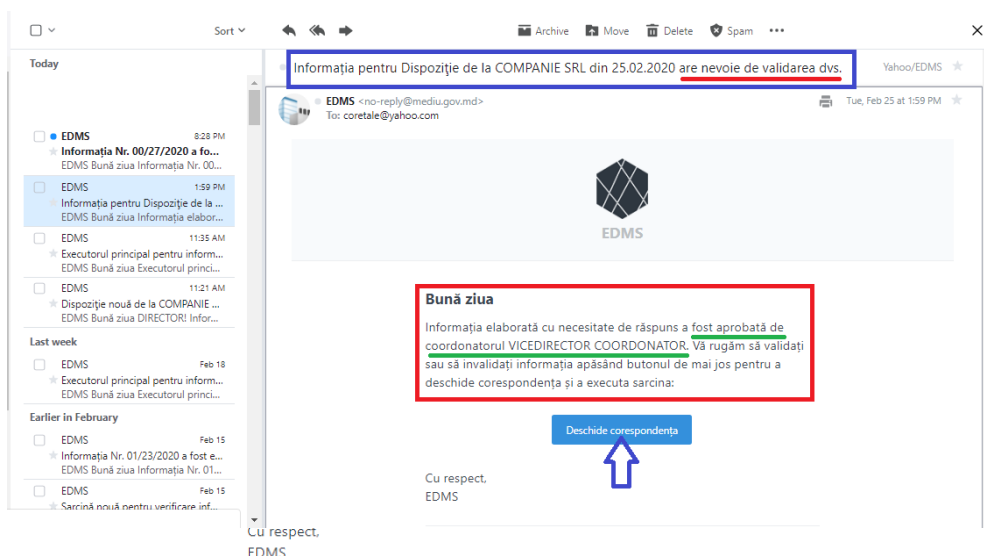 Sort
Archive
Move
Delete
Spam
Today
EDMS 8:28 PM
Informația Nr. 00/27/2020 a fo...
EDMS Bună ziua Informația Nr. 00...
EDMS 1:59 PM
Informația pentru Dispoziție de la ...
EDMS Bună ziua Informația elabor...
EDMS 11:35 AM
Executorul principal pentru inform...
EDMS Bună ziua Executorul princi...
EDMS 11:21 AM
Dispoziție nouă de la COMPANIE ...
EDMS Bună ziua DIRECTOR! Infor...
Last week
EDMS Feb 18
Executorul principal pentru inform...
EDMS Bună ziua Executorul princi...
Earlier in February
EDMS Feb 15
Informația Nr. 01/23/2020 a fost e...
EDMS Bună ziua Informația Nr. 01...
EDMS Feb 15
Sarcină nouă pentru verificare inf...
Informația pentru Dispoziție de la COMPANIE SRL din 25.02.2020 are nevoie de validarea dvs.
Yahoo/EDMS
EDMS <no-reply@mediu.gov.md>
Tue, Feb 25 at 1:59 PM
To: coretale@yahoo.com
EDMS
Bună ziua
Informația elaborată cu necesitate de răspuns a fost aprobată de
coordonatorul VICEDIRECTOR COORDONATOR. Vă rugăm să validați
sau să invalidați informația apăsând butonul de mai jos pentru a
deschide corespondența și a executa sarcina:
Deschide corespondența
Cu respect,
EDMS
Cu respect,
EDMS